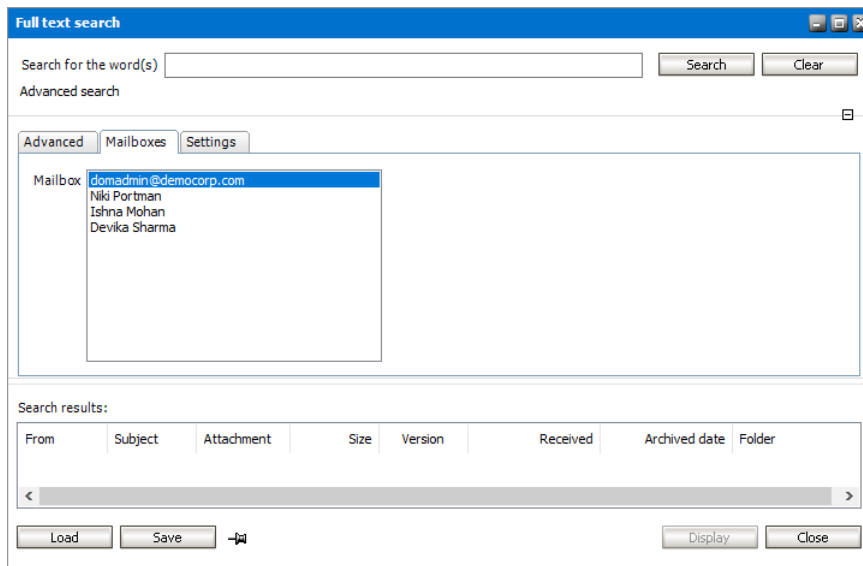 Full text search
Search for the word(s) Search Clear
Advanced search
Advanced Mailboxes Settings
Mailbox domadmin@democorp.com
Niki Portman
Ishna Mohan
Devika Sharma
Search results:
From Subject Attachment Size Version Received Archived date Folder
Load Save Display Close